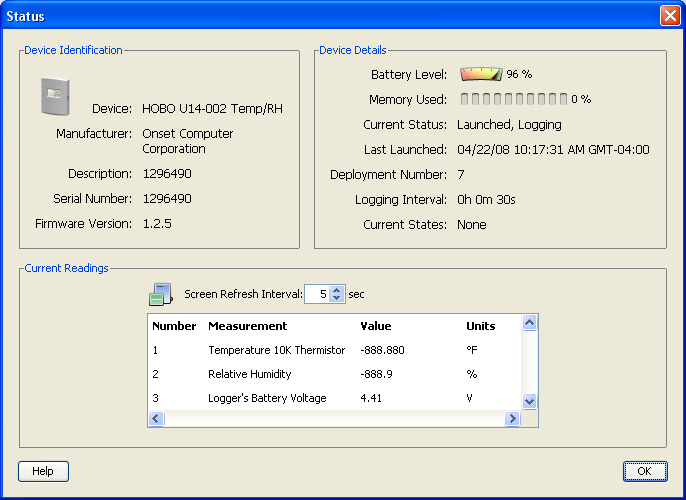 Status
Device Identification
Device: HOBO U14-002 Temp/RH
Manufacturer: Onset Computer
Corporation
Description: 1296490
Serial Number: 1296490
Firmware Version: 1.2.5
Device Details
Battery Level: 96 %
Memory Used: 0 %
Current Status: Launched, Logging
Last Launched: 04/22/08 10:17:31 AM GMT-04:00
Deployment Number: 7
Logging Interval: 0h 0m 30s
Current States: None
Current Readings
Screen Refresh Interval: 5 sec
Number Measurement Value Units
1 Temperature 10K Thermistor -888.880 °F
2 Relative Humidity -888.9 %
3 Logger's Battery Voltage 4.41 V
Help OK